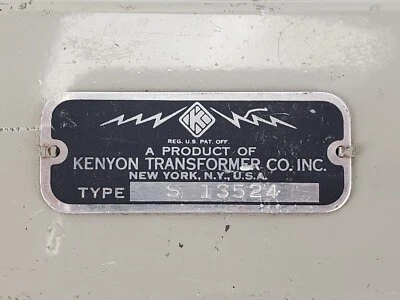 K
REG. U.S. PAT. OFF.
A PRODUCT OF
KENYON TRANSFORMER CO. INC.
NEW YORK, N.Y., U.S.A.
TYPE S 13524